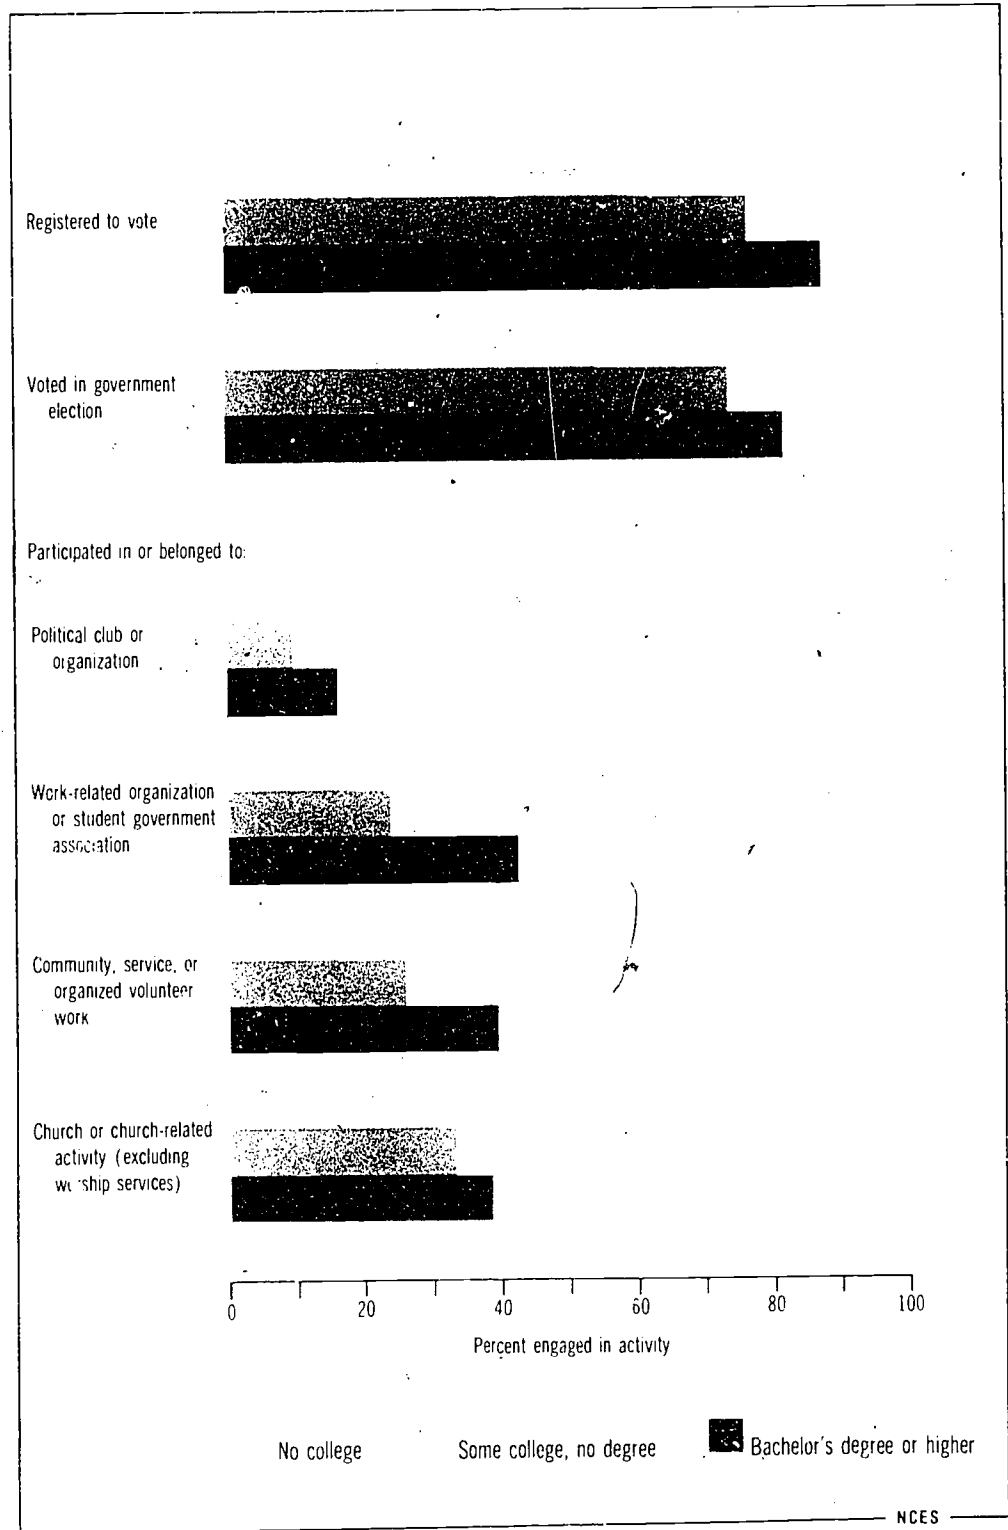 Registered to vote
Voted in government
election
Participated in or belonged to:
Political club or
organization
Work-related organization
or student government
association
Community, service, or
organized volunteer
work
Church or church-related
activity (excluding
worship services)
0 20 40 60 80 100
Percent engaged in activity
No college Some college, no degree Bachelor's degree or higher
NCES